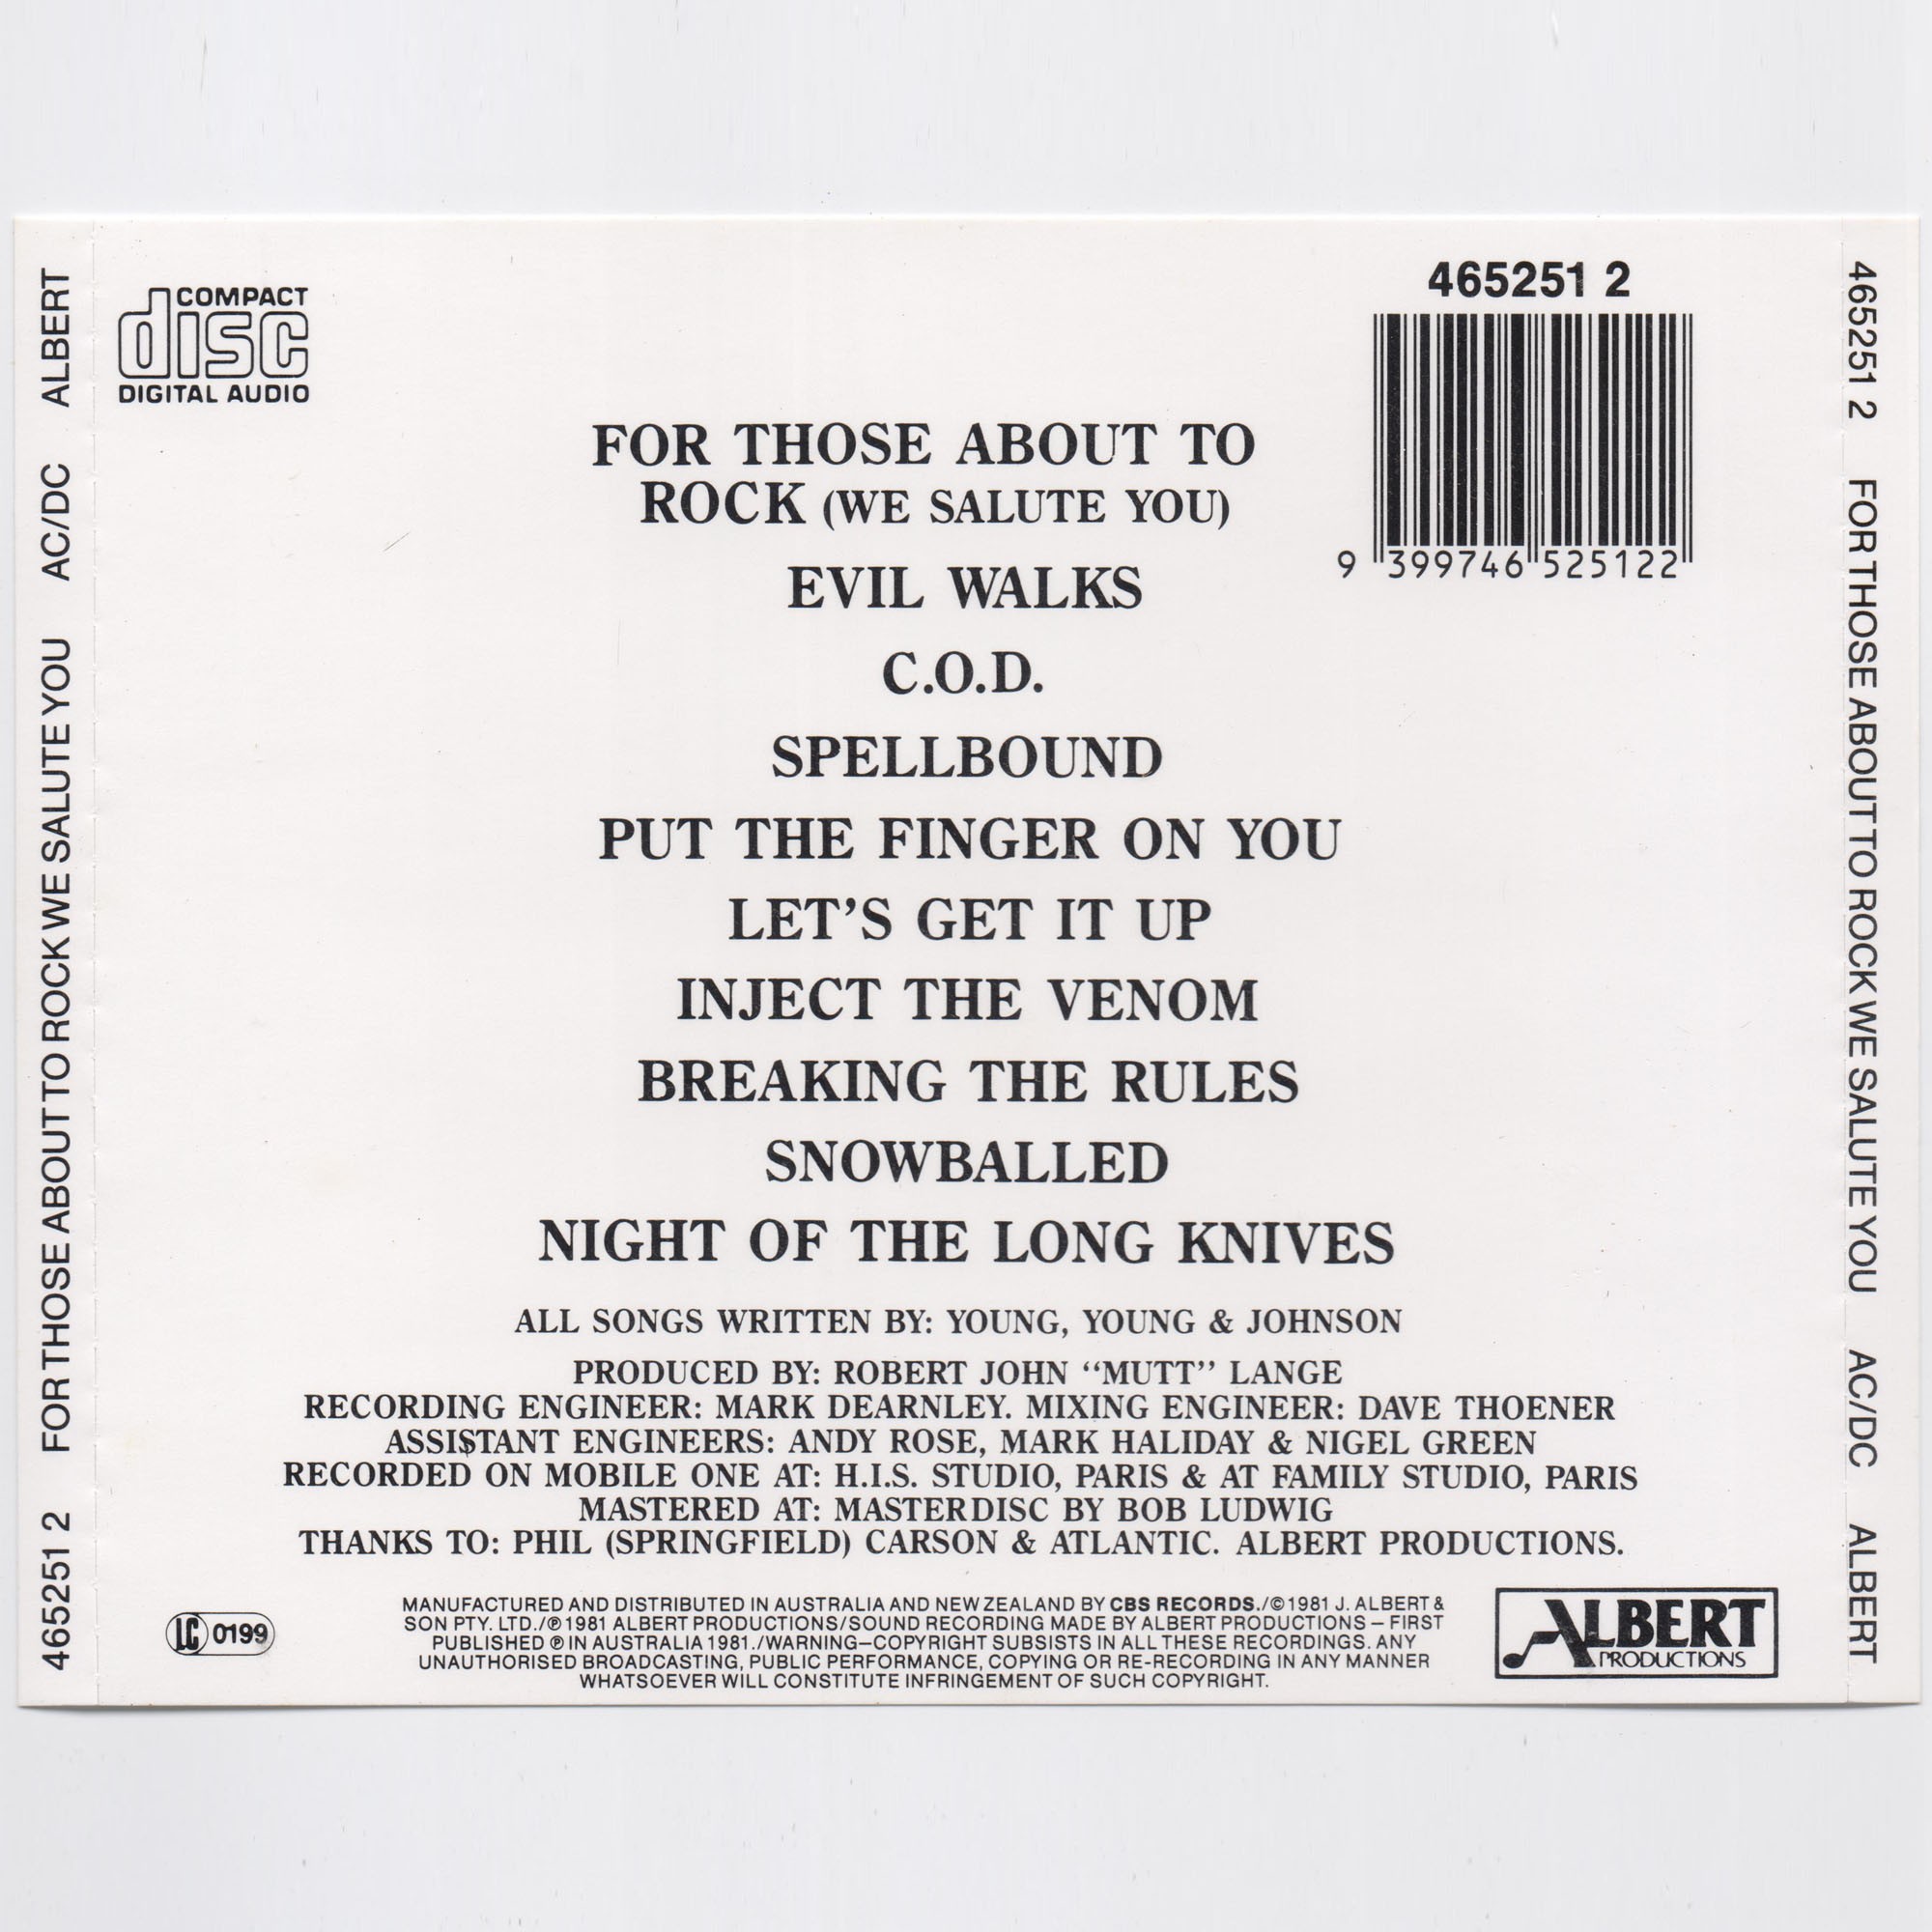 465251 2 FOR THOSE ABOUT TO ROCK WE SALUTE YOU AC/DC ALBERT
COMPACT
disc
DIGITAL AUDIO
465251 2
9 399746 525122
FOR THOSE ABOUT TO
ROCK (WE SALUTE YOU)
EVIL WALKS
C.O.D.
SPELLBOUND
PUT THE FINGER ON YOU
LET'S GET IT UP
INJECT THE VENOM
BREAKING THE RULES
SNOWBALLED
NIGHT OF THE LONG KNIVES
ALL SONGS WRITTEN BY: YOUNG, YOUNG & JOHNSON
PRODUCED BY: ROBERT JOHN “MUTT” LANGE
RECORDING ENGINEER: MARK DEARNLEY. MIXING ENGINEER: DAVE THOENER
ASSISTANT ENGINEERS: ANDY ROSE, MARK HALIDAY & NIGEL GREEN
RECORDED ON MOBILE ONE AT: H.I.S. STUDIO, PARIS & AT FAMILY STUDIO, PARIS
MASTERED AT: MASTERDISC BY BOB LUDWIG
THANKS TO: PHIL (SPRINGFIELD) CARSON & ATLANTIC. ALBERT PRODUCTIONS.
LC 0199
MANUFACTURED AND DISTRIBUTED IN AUSTRALIA AND NEW ZEALAND BY CBS RECORDS./©1981 J. ALBERT &
SON PTY. LTD./℗1981 ALBERT PRODUCTIONS/SOUND RECORDING MADE BY ALBERT PRODUCTIONS – FIRST
PUBLISHED ℗ IN AUSTRALIA 1981./WARNING–COPYRIGHT SUBSISTS IN ALL THESE RECORDINGS. ANY
UNAUTHORISED BROADCASTING, PUBLIC PERFORMANCE, COPYING OR RE-RECORDING IN ANY MANNER
WHATSOEVER WILL CONSTITUTE INFRINGEMENT OF SUCH COPYRIGHT.
ALBERT
PRODUCTIONS
465251 2 FOR THOSE ABOUT TO ROCK WE SALUTE YOU AC/DC ALBERT